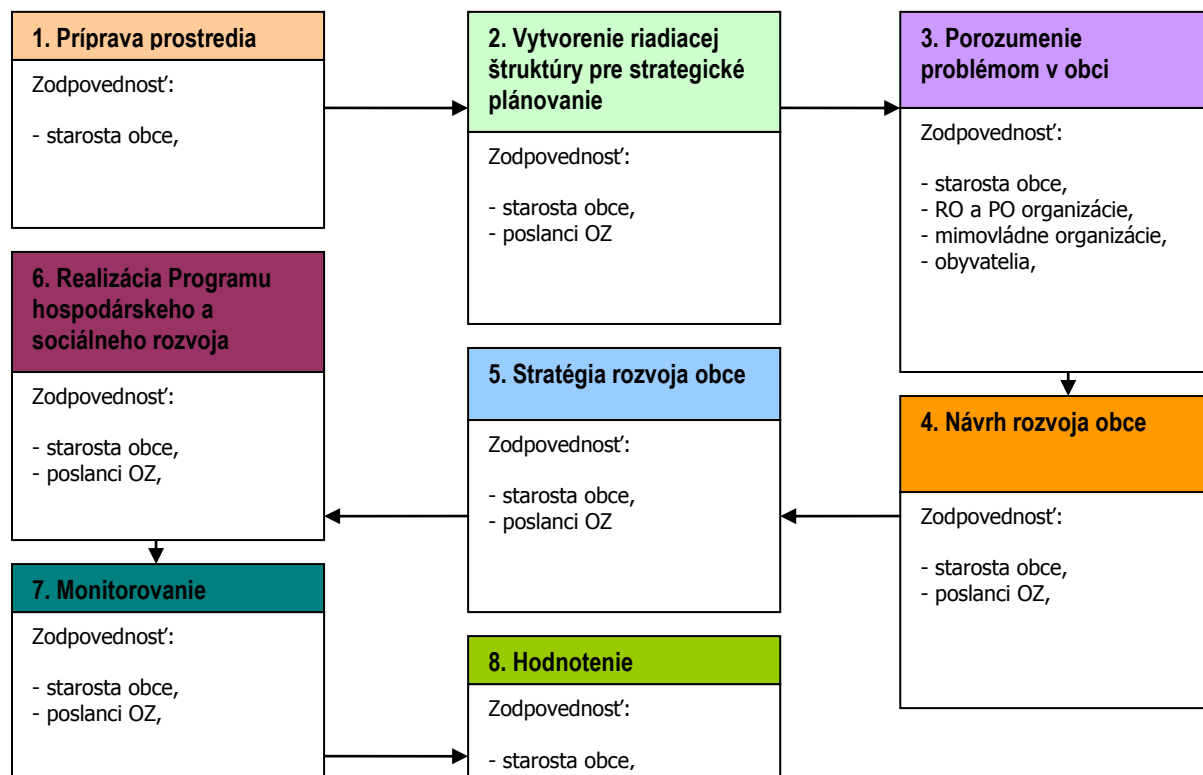 1. Príprava prostredia
Zodpovednosť:
- starosta obce,
2. Vytvorenie riadiacej
štruktúry pre strategické
plánovanie
Zodpovednosť:
- starosta obce,
- poslanci OZ
3. Porozumenie
problémom v obci
Zodpovednosť:
- starosta obce,
- RO a PO organizácie,
- mimovládne organizácie,
- obyvatelia,
4. Návrh rozvoja obce
Zodpovednosť:
- starosta obce,
- poslanci OZ,
5. Stratégia rozvoja obce
Zodpovednosť:
- starosta obce,
- poslanci OZ
6. Realizácia Programu
hospodárskeho a
sociálneho rozvoja
Zodpovednosť:
- starosta obce,
- poslanci OZ,
7. Monitorovanie
Zodpovednosť:
- starosta obce,
- poslanci OZ,
8. Hodnotenie
Zodpovednosť:
- starosta obce,